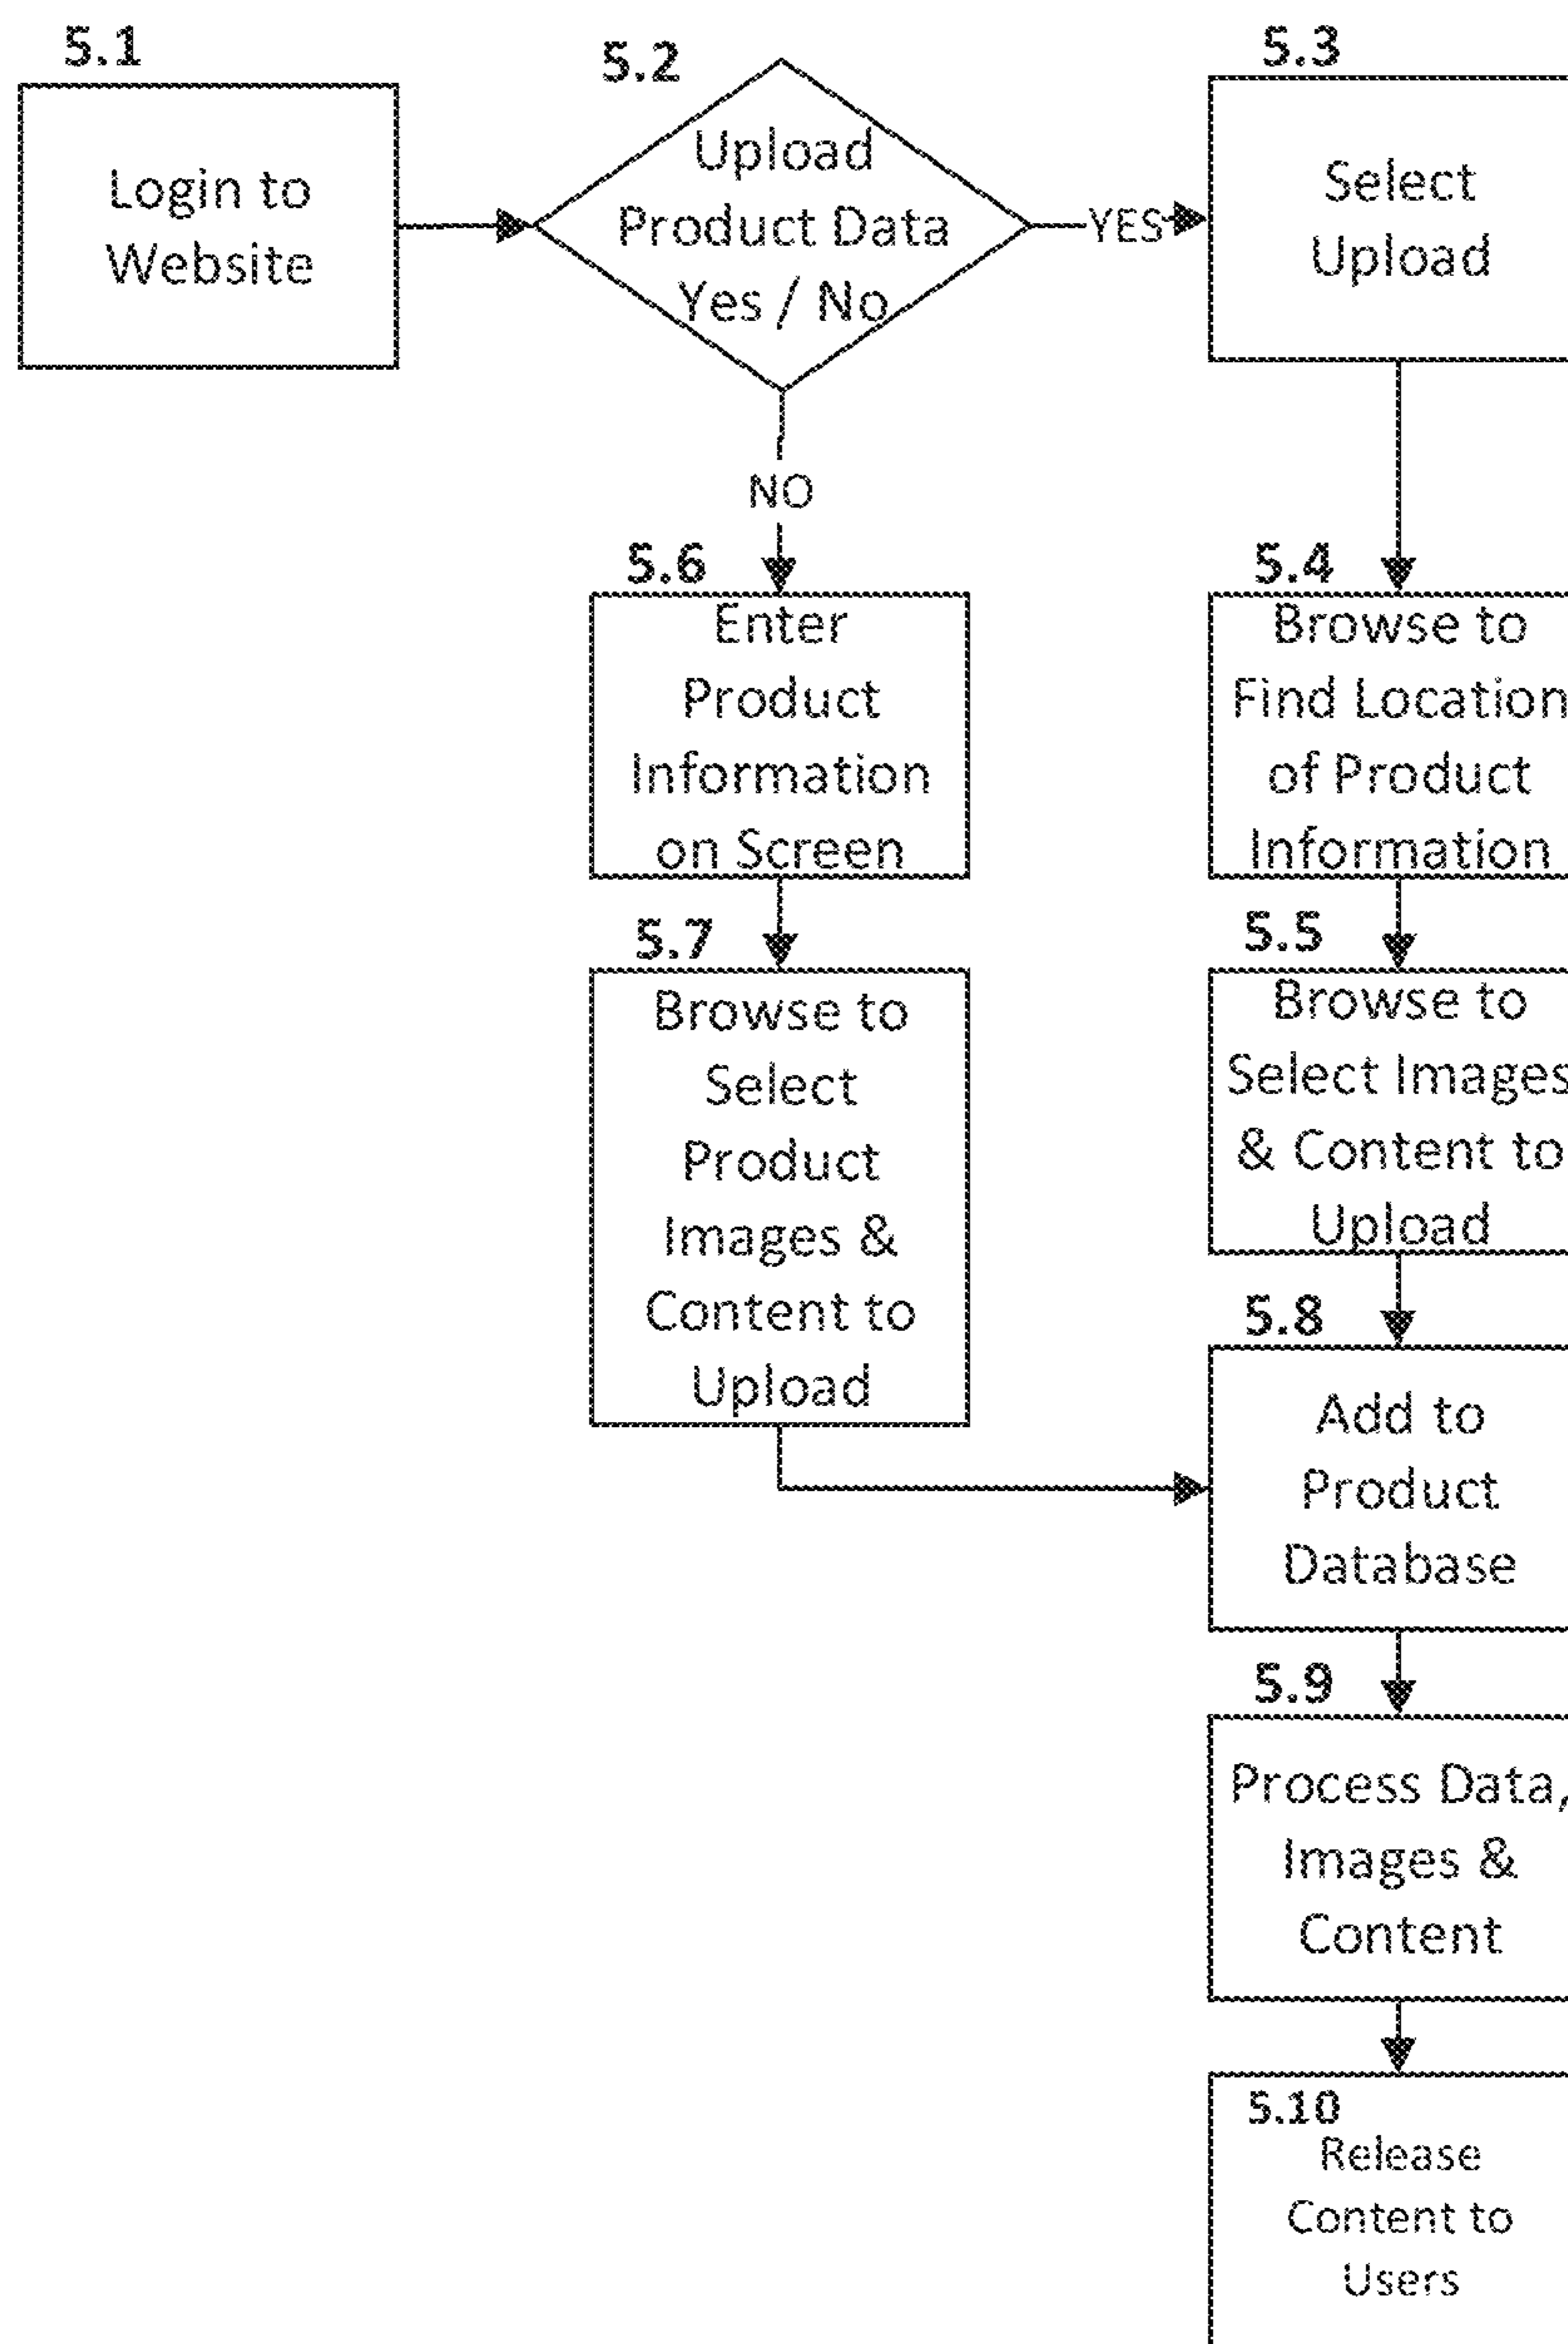 5.1
Login to
Website
5.2
Upload
Product Data
Yes / No
YES
5.3
Select
Upload
NO
5.6
Enter
Product
Information
on Screen
5.4
Browse to
Find Location
of Product
Information
5.7
Browse to
Select
Product
Images &
Content to
Upload
5.5
Browse to
Select Images
& Content to
Upload
5.8
Add to
Product
Database
5.9
Process Data,
Images &
Content
5.10
Release
Content to
Users